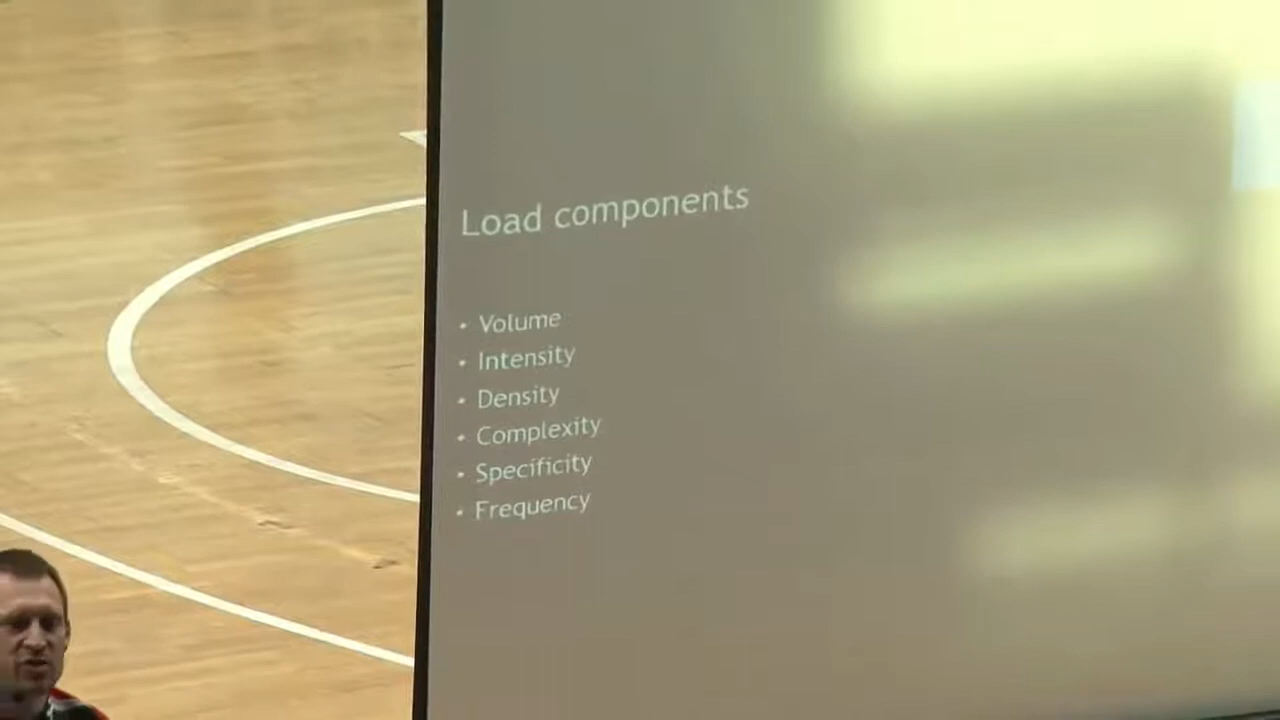 Load components
• Volume
• Intensity
• Density
• Complexity
• Specificity
• Frequency